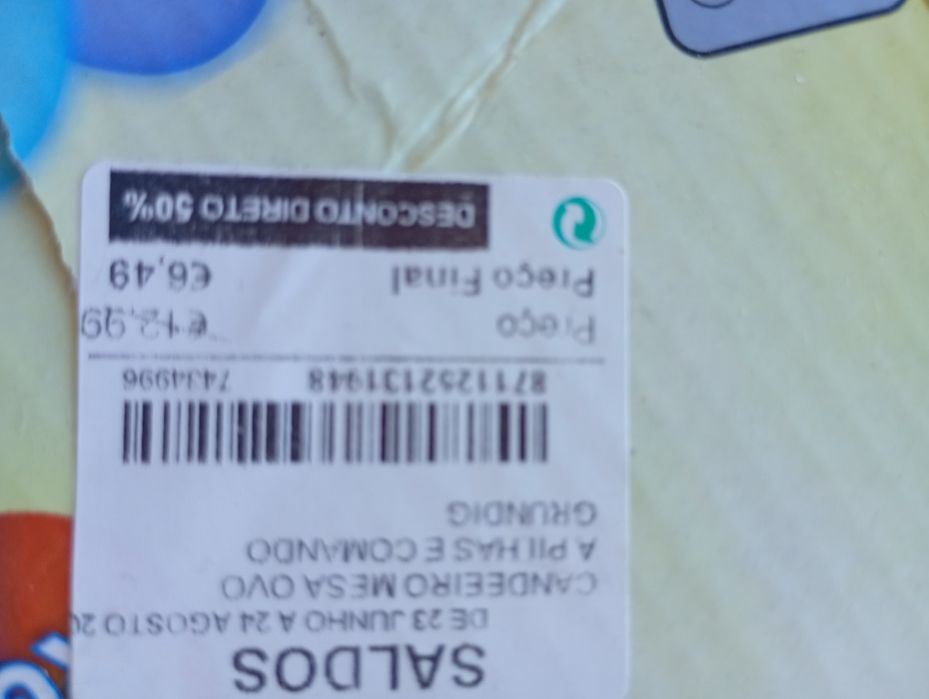 SALDOS
DE 23 JUNHO A 24 AGOSTO 20
CANDEEIRO MESA OVO
A PILHAS E COMANDO
GRUNDIG
8711252131948 7434996
Preço €12,99
Preço Final €6,49
DESCONTO DIRETO 50%